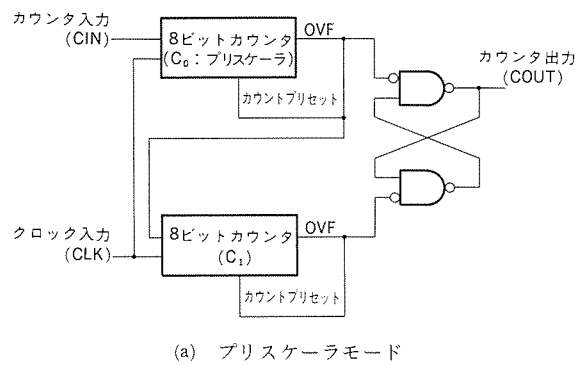 カウンタ入力
(CIN)
8ビットカウンタ
(C₀：プリスケーラ)
OVF
カウントプリセット
カウンタ出力
(COUT)
クロック入力
(CLK)
8ビットカウンタ
(C₁)
OVF
カウントプリセット
(a) プリスケーラモード